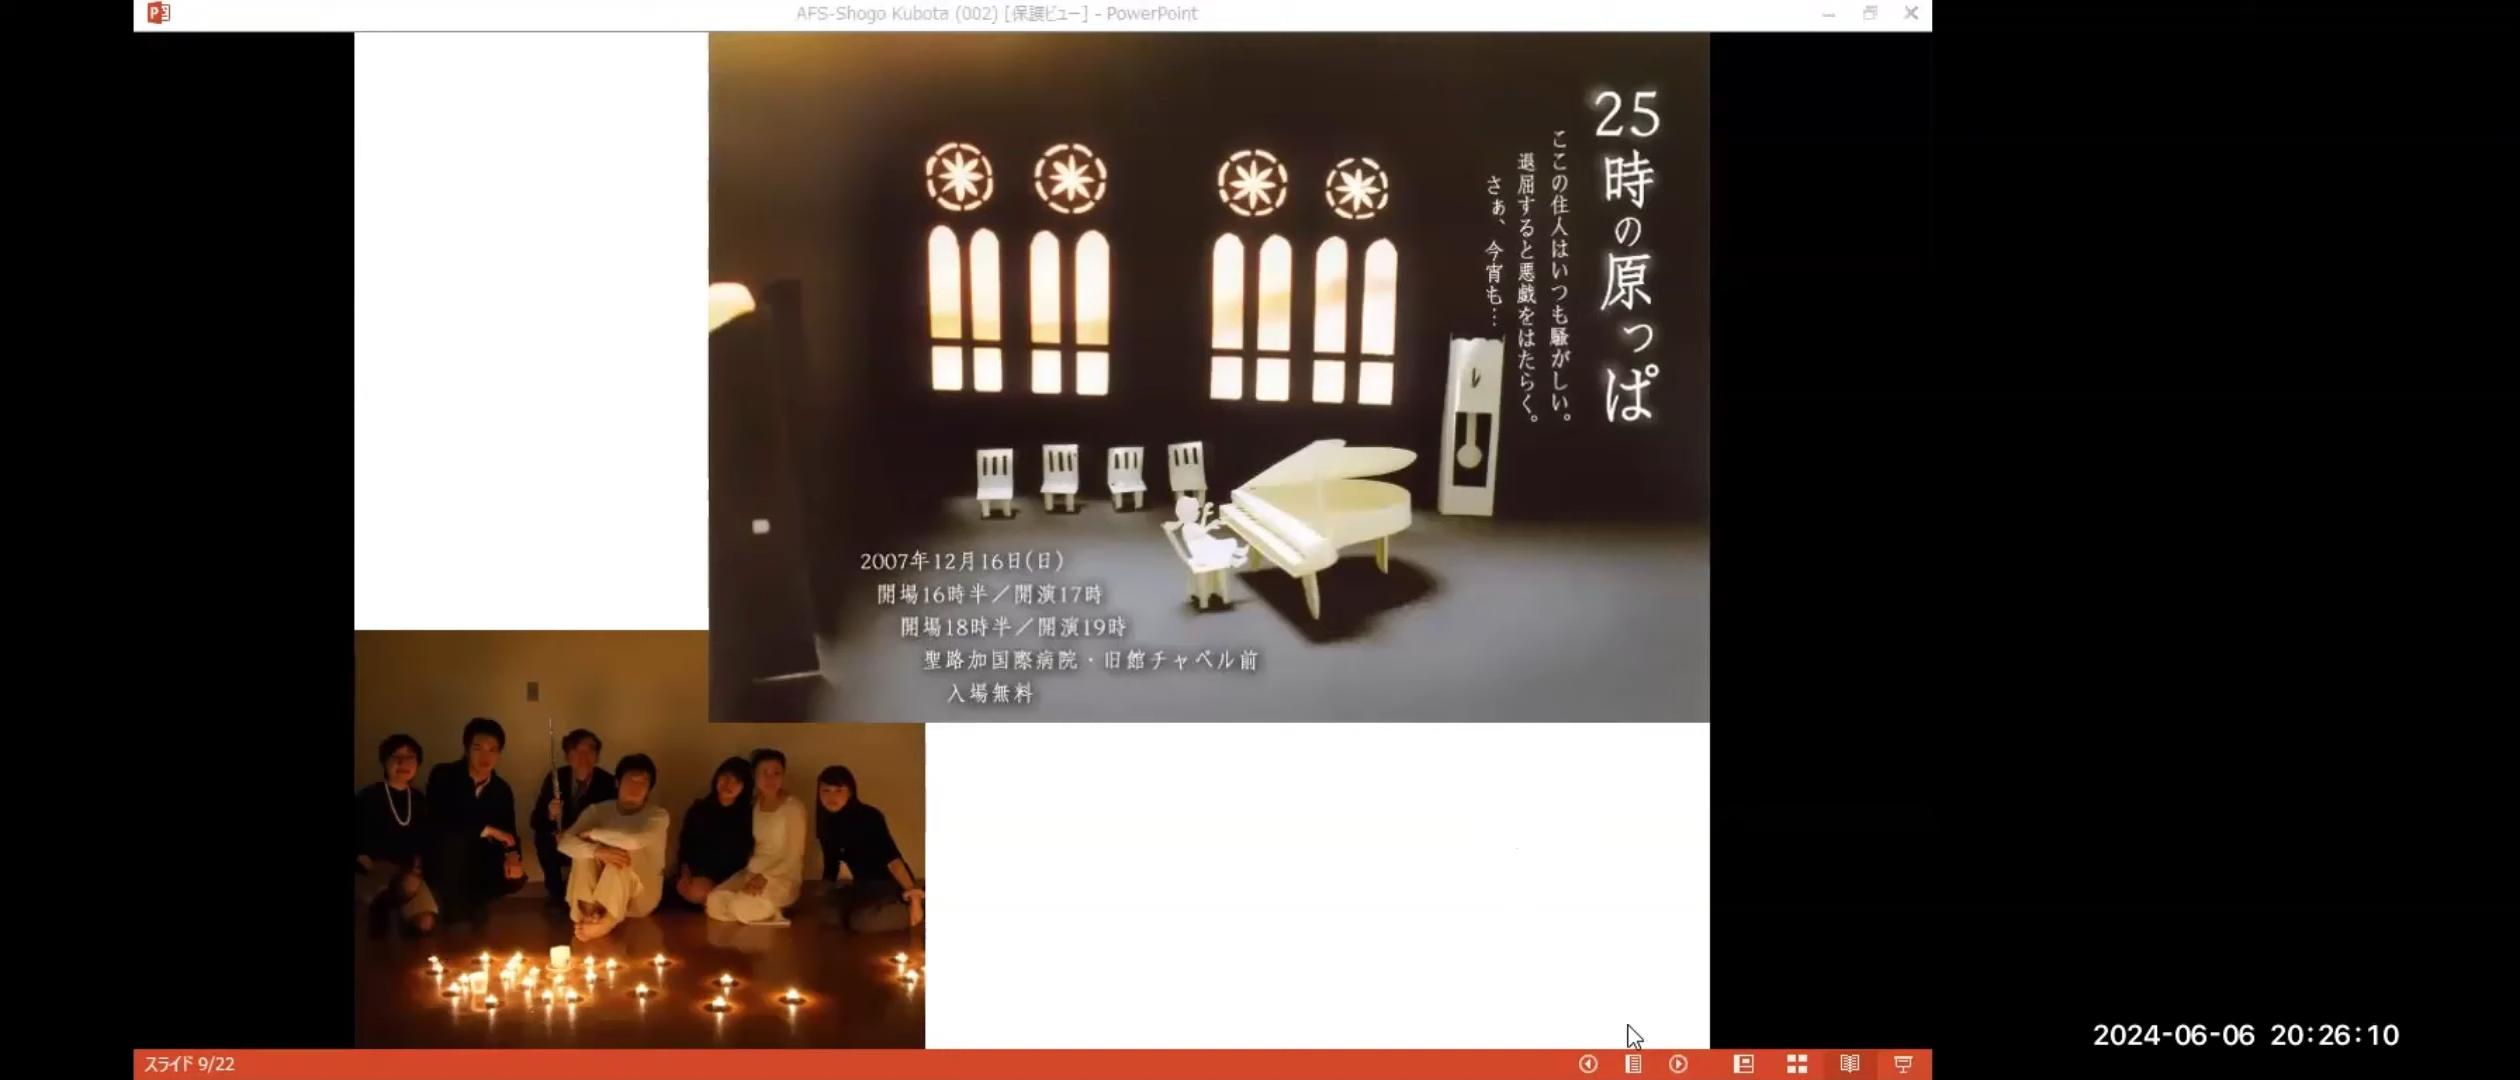 AFS-Shogo Kubota (002) [保護ビュー] - PowerPoint
25時の原っぱ
ここの住人はいつも騒がしい。
退屈すると悪戯をはたらく。
さぁ、今宵も…
2007年12月16日(日)
開場16時半／開演17時
開場18時半／開演19時
聖路加国際病院・旧館チャペル前
入場無料
スライド 9/22
2024-06-06 20:26:10